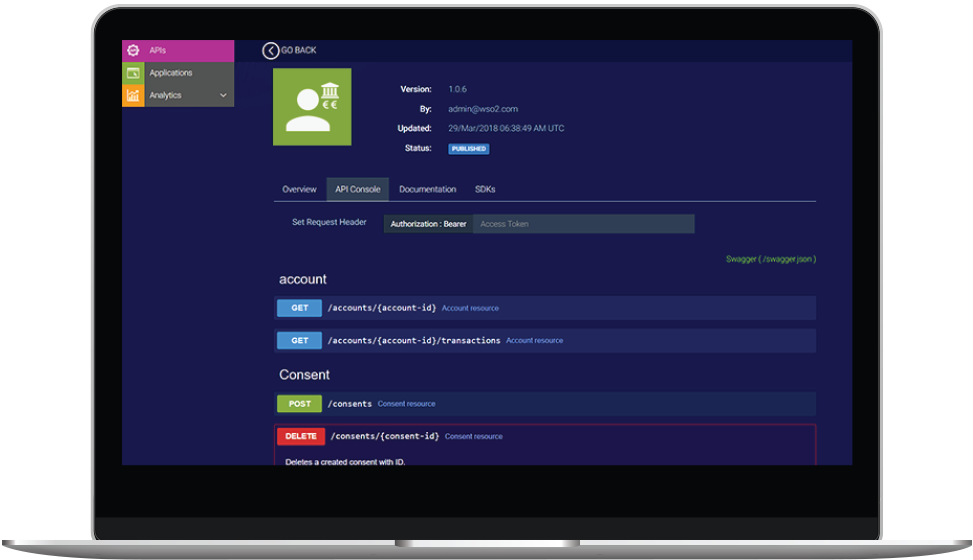 APIs
GO BACK
Applications
Analytics
€€
Version: 1.0.6
By: admin@wso2.com
Updated: 29/Mar/2018 06:38:49 AM UTC
Status: PUBLISHED
Overview API Console Documentation SDKs
Set Request Header Authorization : Bearer Access Token
Swagger ( /swagger.json )
account
GET /accounts/{account-id} Account resource
GET /accounts/{account-id}/transactions Account resource
Consent
POST /consents Consent resource
DELETE /consents/{consent-id} Consent resource
Deletes a created consent with ID.